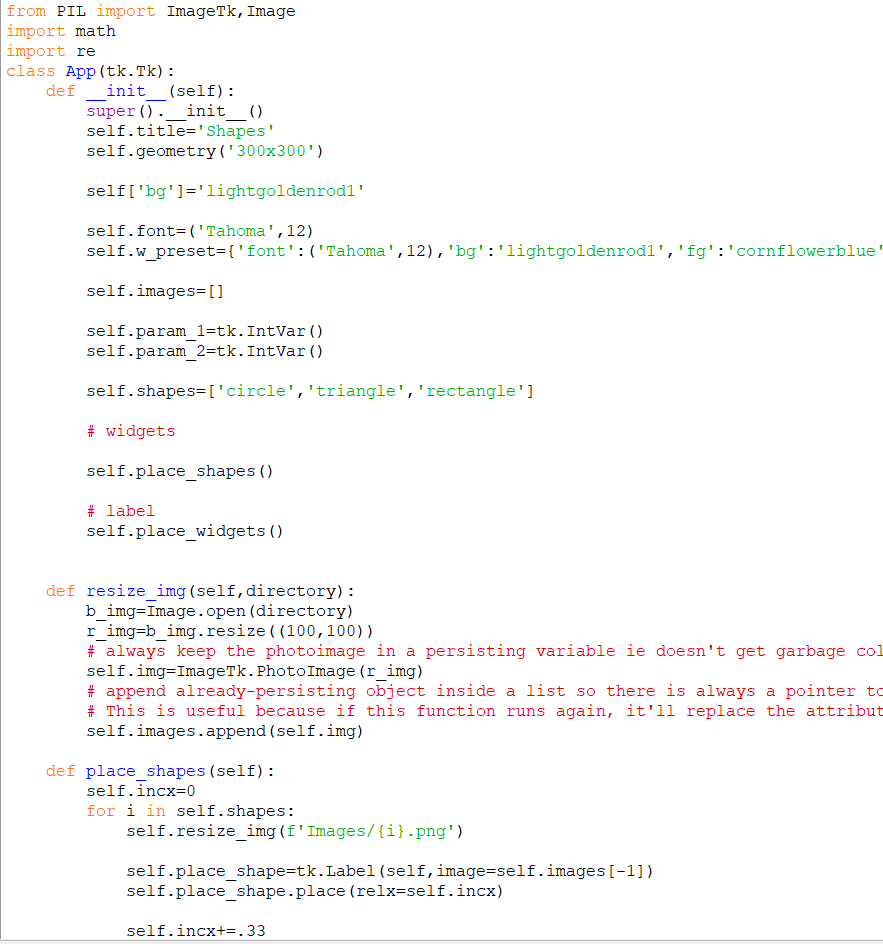 from PIL import ImageTk,Image
import math
import re
class App(tk.Tk):
    def __init__(self):
        super().__init__()
        self.title='Shapes'
        self.geometry('300x300')

        self['bg']='lightgoldenrod1'

        self.font=('Tahoma',12)
        self.w_preset={'font':('Tahoma',12),'bg':'lightgoldenrod1','fg':'cornflowerblue'

        self.images=[]

        self.param_1=tk.IntVar()
        self.param_2=tk.IntVar()

        self.shapes=['circle','triangle','rectangle']

        # widgets

        self.place_shapes()

        # label
        self.place_widgets()


    def resize_img(self,directory):
        b_img=Image.open(directory)
        r_img=b_img.resize((100,100))
        # always keep the photoimage in a persisting variable ie doesn't get garbage col
        self.img=ImageTk.PhotoImage(r_img)
        # append already-persisting object inside a list so there is always a pointer to
        # This is useful because if this function runs again, it'll replace the attribut
        self.images.append(self.img)

    def place_shapes(self):
        self.incx=0
        for i in self.shapes:
            self.resize_img(f'Images/{i}.png')

            self.place_shape=tk.Label(self,image=self.images[-1])
            self.place_shape.place(relx=self.incx)

            self.incx+=.33